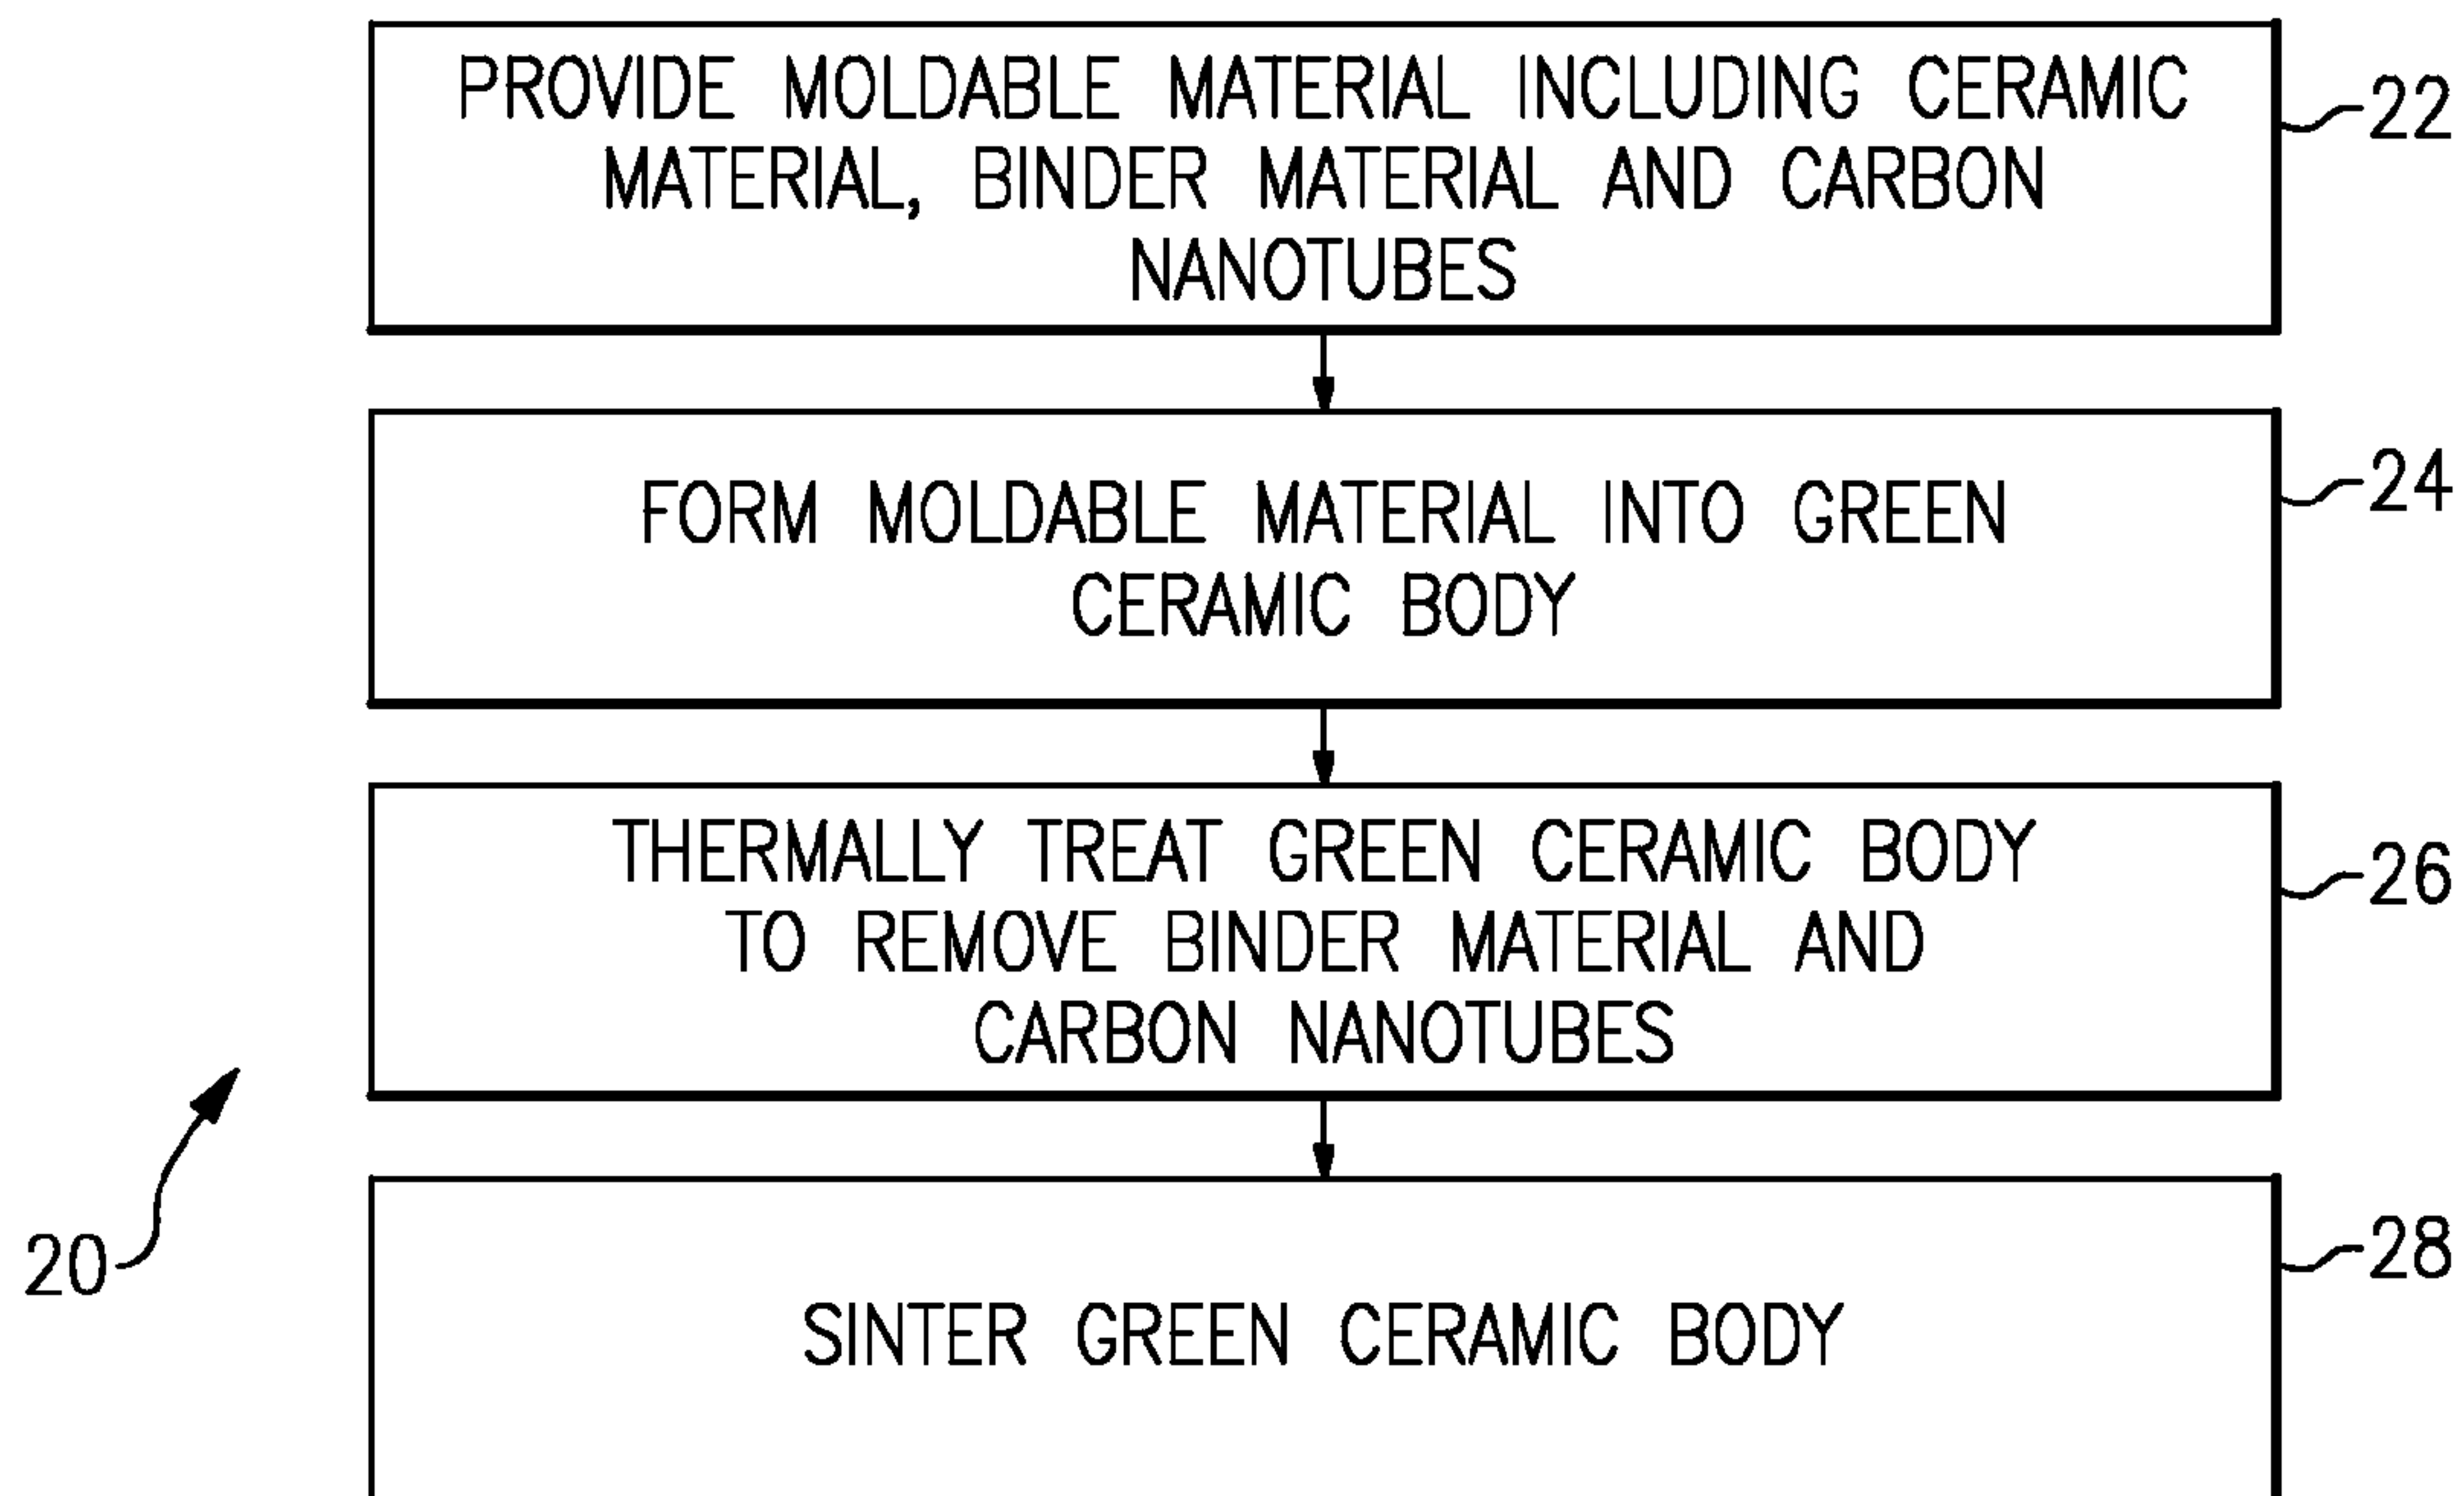 PROVIDE MOLDABLE MATERIAL INCLUDING CERAMIC
MATERIAL, BINDER MATERIAL AND CARBON
NANOTUBES
22
FORM MOLDABLE MATERIAL INTO GREEN
CERAMIC BODY
24
THERMALLY TREAT GREEN CERAMIC BODY
TO REMOVE BINDER MATERIAL AND
CARBON NANOTUBES
26
20
SINTER GREEN CERAMIC BODY
28